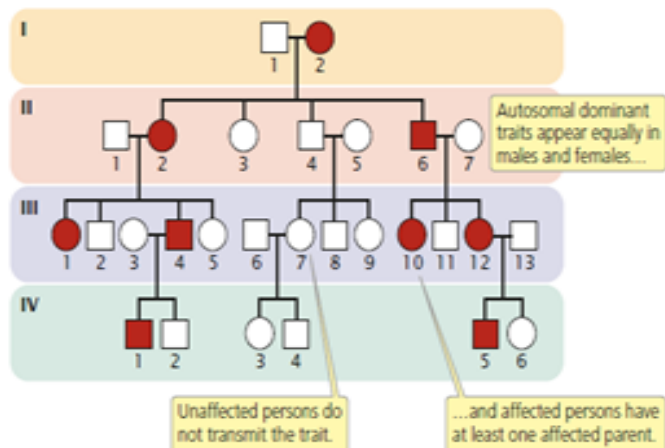 I
1 2
II
Autosomal dominant
traits appear equally in
males and females...
1 2 3 4 5 6 7
III
1 2 3 4 5 6 7 8 9 10 11 12 13
IV
1 2 3 4 5 6
Unaffected persons do
not transmit the trait.
...and affected persons have
at least one affected parent.